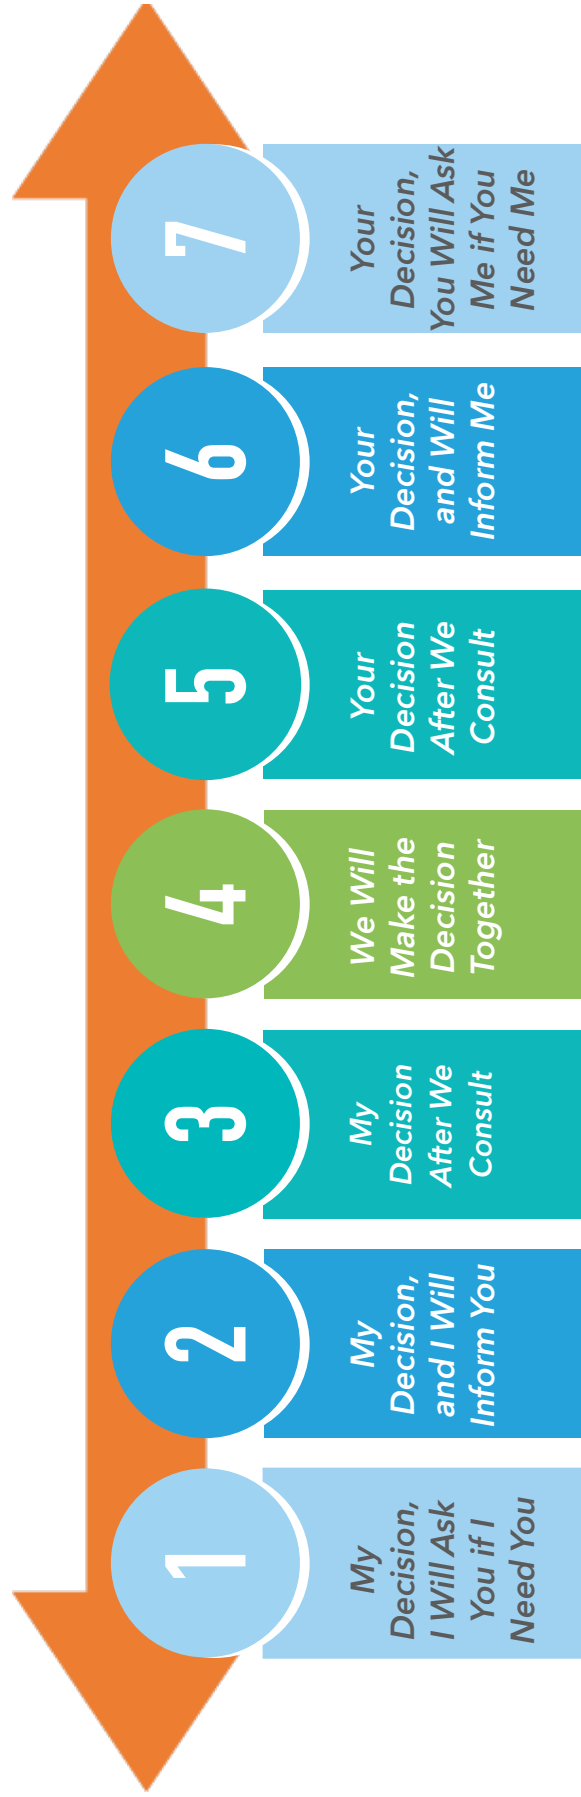 1
My
Decision,
I Will Ask
You if I
Need You
2
My
Decision,
and I Will
Inform You
3
My
Decision
After We
Consult
4
We Will
Make the
Decision
Together
5
Your
Decision
After We
Consult
6
Your
Decision,
and Will
Inform Me
7
Your
Decision,
You Will Ask
Me if You
Need Me